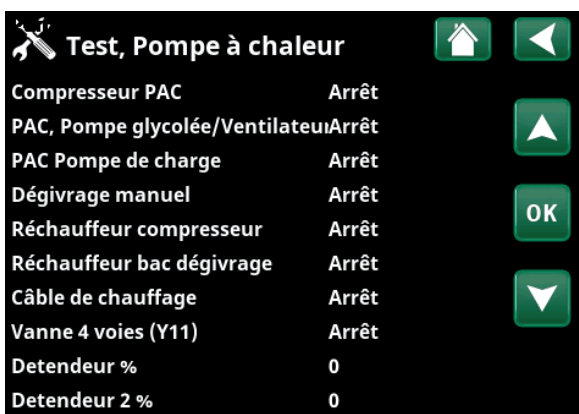 Test, Pompe à chaleur
Compresseur PAC Arrêt
PAC, Pompe glycolée/Ventilateu Arrêt
PAC Pompe de charge Arrêt
Dégivrage manuel Arrêt
OK
Réchauffeur compresseur Arrêt
Réchauffeur bac dégivrage Arrêt
Câble de chauffage Arrêt
Vanne 4 voies (Y11) Arrêt
Detendeur % 0
Detendeur 2 % 0